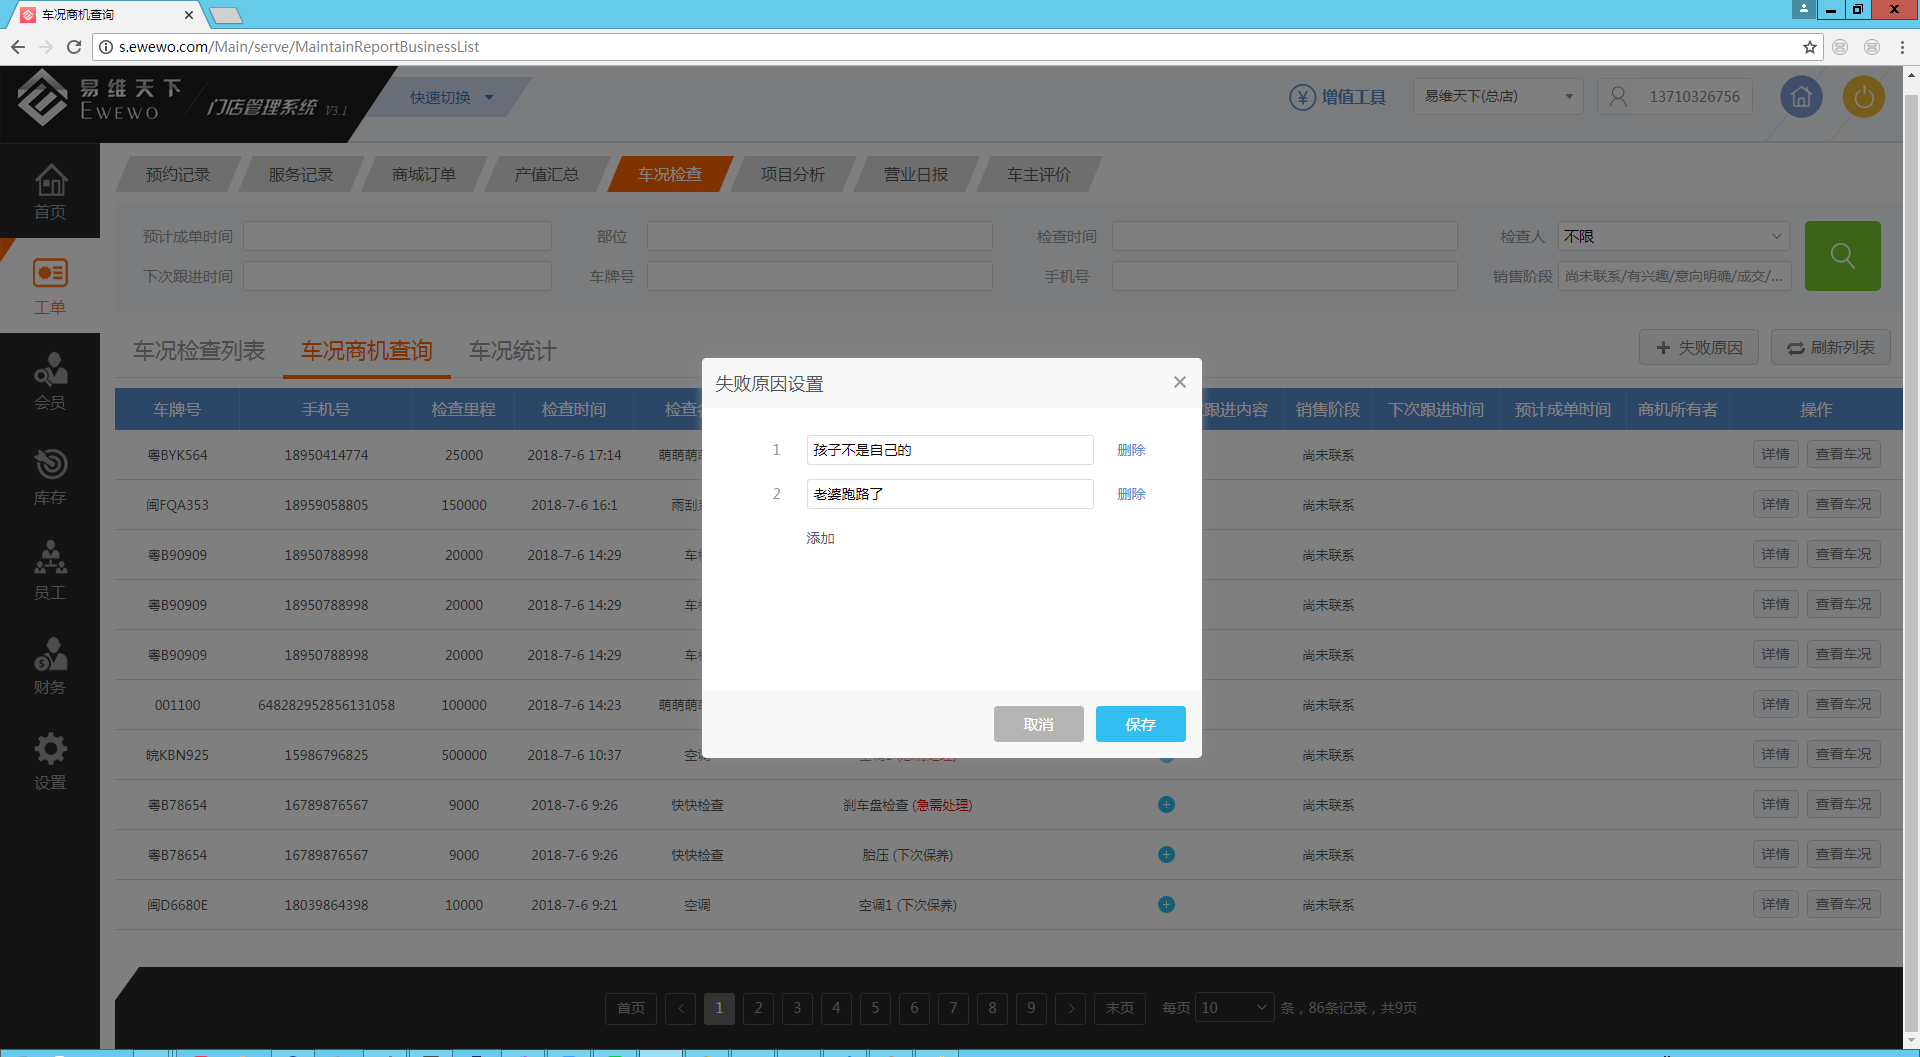 车况商机查询
s.ewewo.com/Main/serve/MaintainReportBusinessList
易维天下
EWEWO
门店管理系统 V3.1
快速切换
增值工具
易维天下(总店)
13710326756
首页
工单
会员
库存
员工
财务
设置
预约记录 服务记录 商城订单 产值汇总 车况检查 项目分析 营业日报 车主评价
预计成单时间 部位 检查时间 检查人 不限
下次跟进时间 车牌号 手机号 销售阶段 尚未联系/有兴趣/意向明确/成交/...
车况检查列表 车况商机查询 车况统计 失败原因 刷新列表
车牌号 手机号 检查里程 检查时间 检查 跟进内容 销售阶段 下次跟进时间 预计成单时间 商机所有者 操作
粤BYK564 18950414774 25000 2018-7-6 17:14 萌萌萌 尚未联系 详情 查看车况
闽FQA353 18959058805 150000 2018-7-6 16:1 雨刮 尚未联系 详情 查看车况
粤B90909 18950788998 20000 2018-7-6 14:29 车 尚未联系 详情 查看车况
粤B90909 18950788998 20000 2018-7-6 14:29 车 尚未联系 详情 查看车况
粤B90909 18950788998 20000 2018-7-6 14:29 车 尚未联系 详情 查看车况
001100 648282952856131058 100000 2018-7-6 14:23 萌萌萌 尚未联系 详情 查看车况
皖KBN925 15986796825 500000 2018-7-6 10:37 空调 尚未联系 详情 查看车况
粤B78654 16789876567 9000 2018-7-6 9:26 快快检查 刹车盘检查 (急需处理) 尚未联系 详情 查看车况
粤B78654 16789876567 9000 2018-7-6 9:26 快快检查 胎压 (下次保养) 尚未联系 详情 查看车况
闽D6680E 18039864398 10000 2018-7-6 9:21 空调 空调1 (下次保养) 尚未联系 详情 查看车况
失败原因设置
1 孩子不是自己的 删除
2 老婆跑路了 删除
添加
取消 保存
首页 < 1 2 3 4 5 6 7 8 9 > 末页 每页 10 条，86条记录，共9页